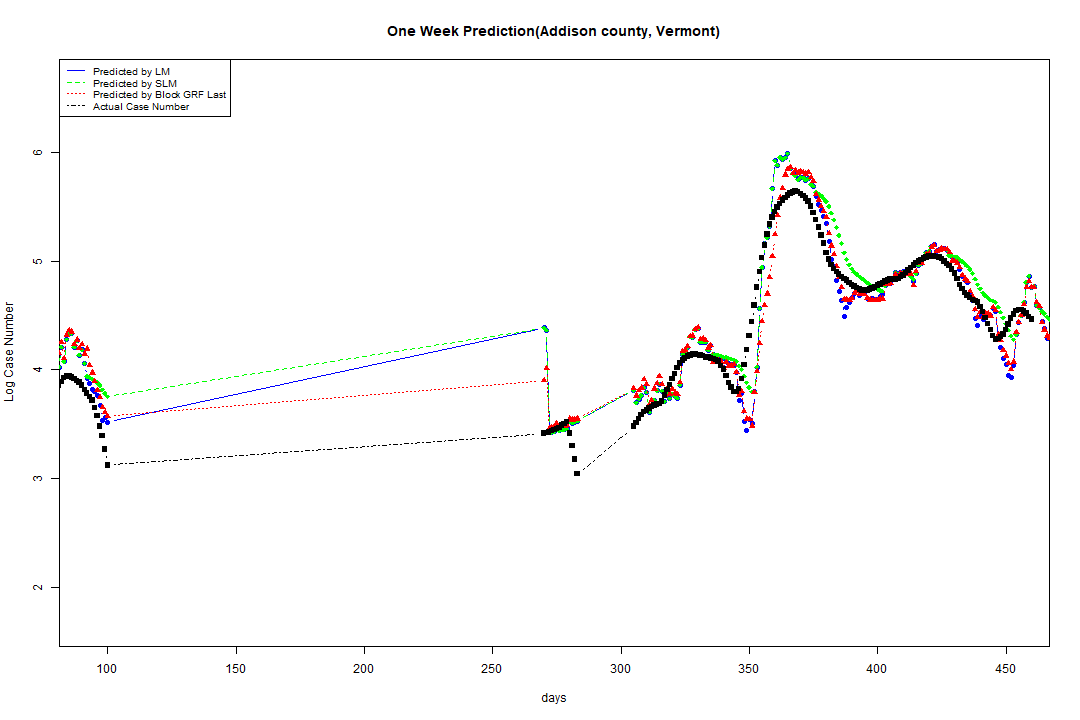 One Week Prediction(Addison county, Vermont)
Predicted by LM
Predicted by SLM
Predicted by Block GRF Last
Actual Case Number
6
5
4
3
2
Log Case Number
100 150 200 250 300 350 400 450
days